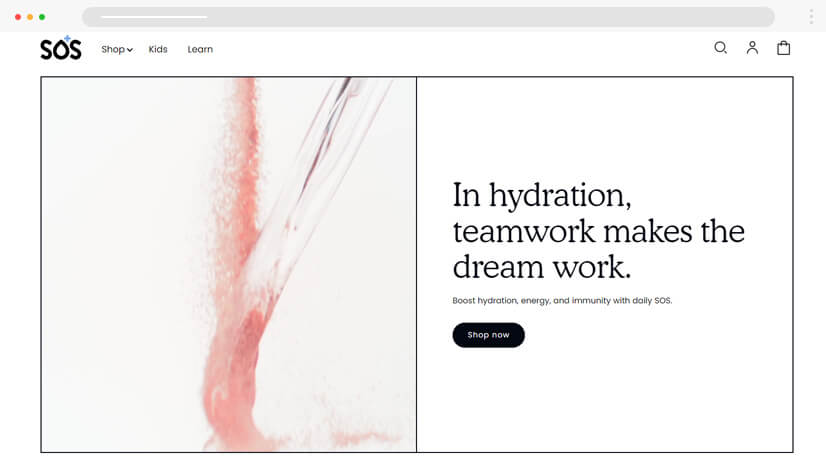 SOS
Shop Kids Learn
In hydration,
teamwork makes the
dream work.
Boost hydration, energy, and immunity with daily SOS.
Shop now